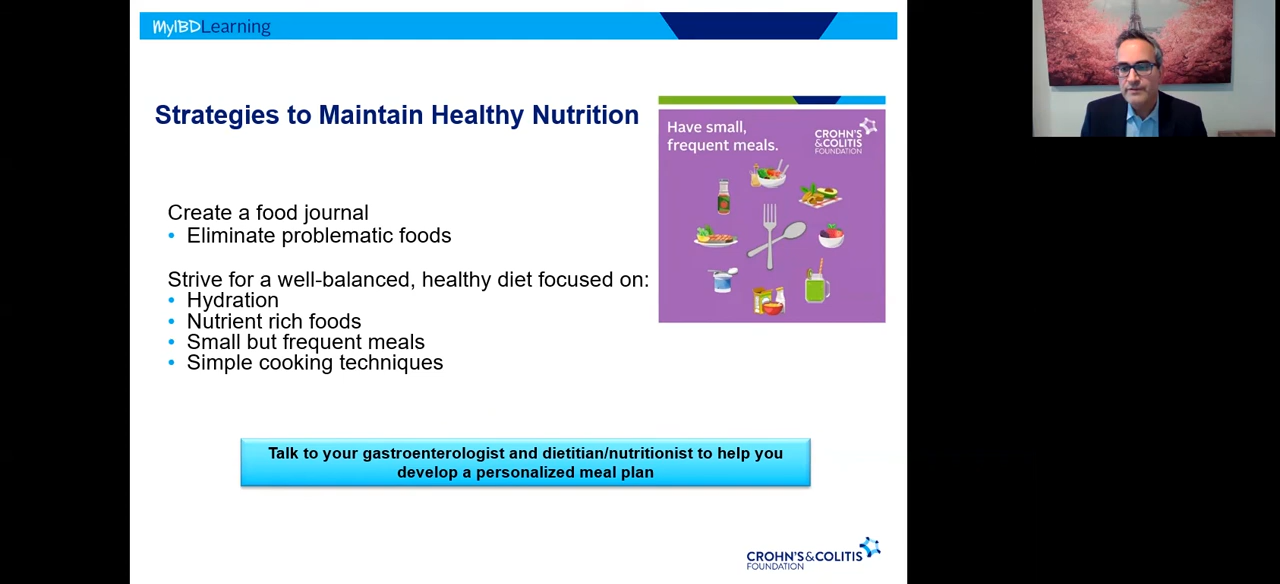 MyIBDLearning
Strategies to Maintain Healthy Nutrition
Have small,
frequent meals.
CROHN'S
&COLITIS
FOUNDATION
Create a food journal
• Eliminate problematic foods
Strive for a well-balanced, healthy diet focused on:
• Hydration
• Nutrient rich foods
• Small but frequent meals
• Simple cooking techniques
Talk to your gastroenterologist and dietitian/nutritionist to help you
develop a personalized meal plan
CROHN'S&COLITIS
FOUNDATION